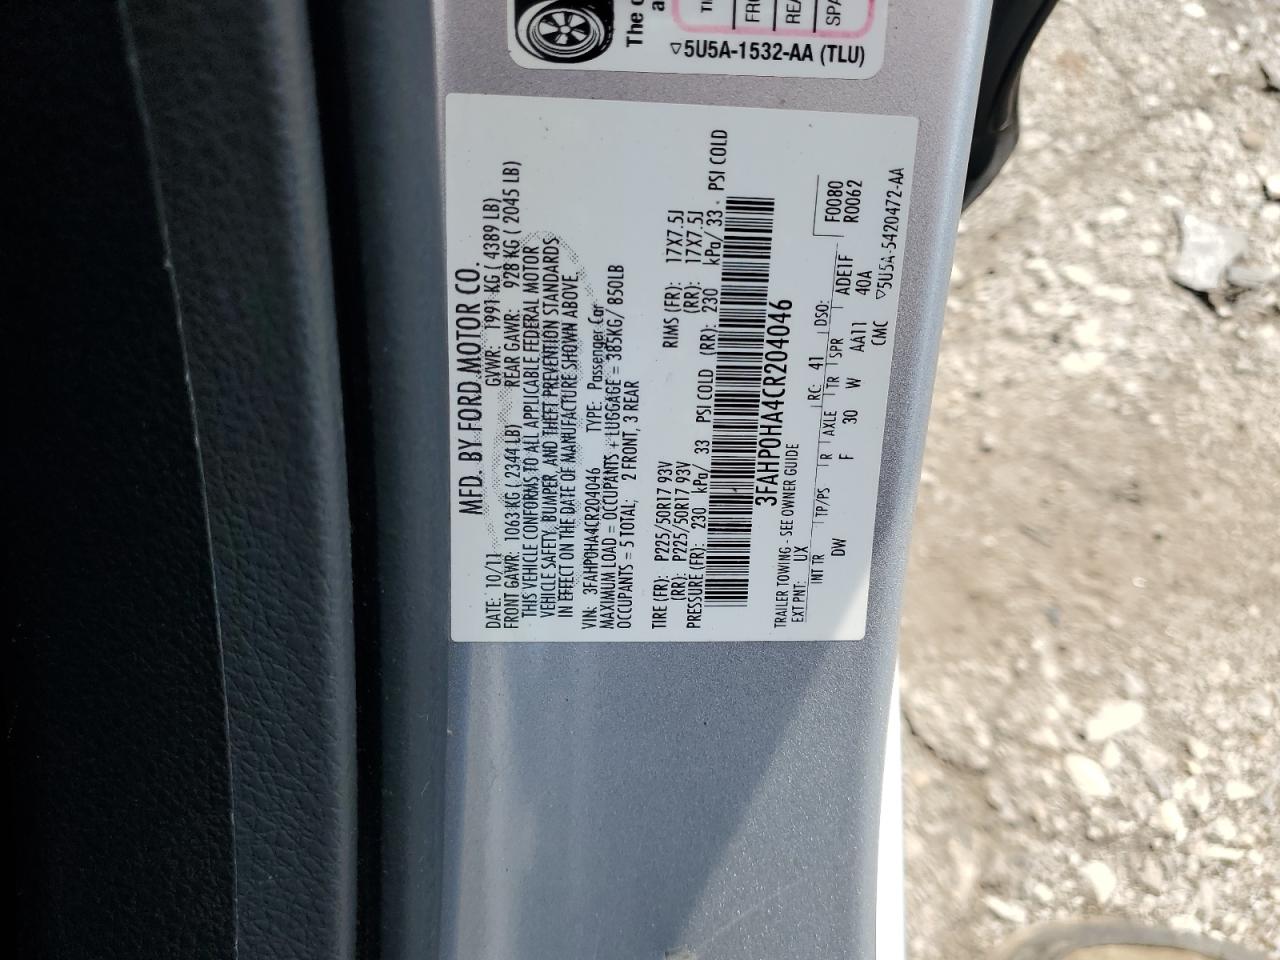 The
a
FRO
REA
SPA
▽5U5A-1532-AA (TLU)
MFD. BY FORD MOTOR CO.
DATE: 10/11 GVWR: 1991 KG ( 4389 LB)
FRONT GAWR: 1063 KG ( 2344 LB) REAR GAWR: 928 KG ( 2045 LB)
THIS VEHICLE CONFORMS TO ALL APPLICABLE FEDERAL MOTOR
VEHICLE SAFETY, BUMPER, AND THEFT PREVENTION STANDARDS
IN EFFECT ON THE DATE OF MANUFACTURE SHOWN ABOVE.
VIN: 3FAHP0HA4CR204046 TYPE: Passenger Car
MAXIMUM LOAD = OCCUPANTS + LUGGAGE = 385KG/ 850LB
OCCUPANTS = 5 TOTAL; 2 FRONT, 3 REAR
TIRE (FR): P225/50R17 93V RIMS (FR): 17X7.5J
(RR): P225/50R17 93V (RR): 17X7.5J
PRESSURE (FR): 230 kPa/ 33 PSI COLD (RR): 230 kPa/ 33 PSI COLD
3FAHP0HA4CR204046
TRAILER TOWING - SEE OWNER GUIDE
EXT PNT: UX RC: 41 DSO: F0080
INT TR TP/PS R AXLE TR SPR R0062
DW F 30 W AA11 ADE1F
CMC 40A
▽5U5A-5420472-AA